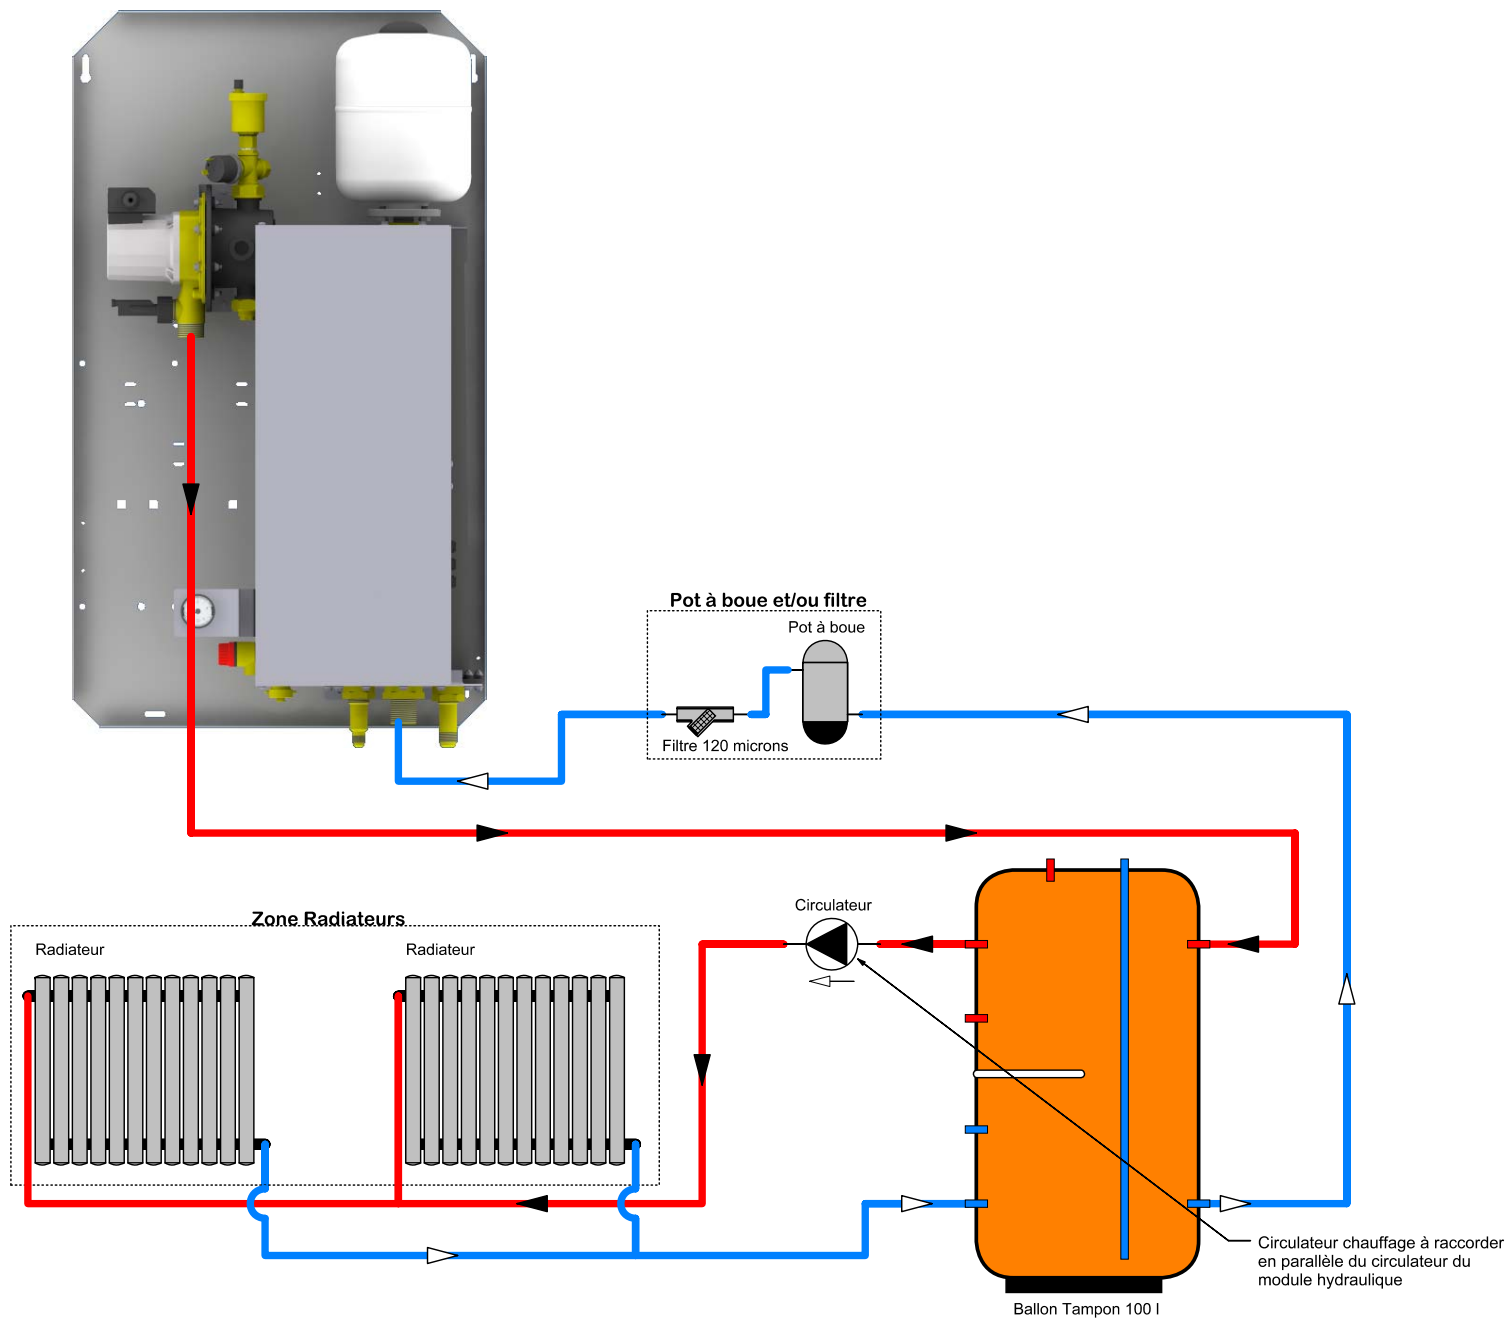 Pot à boue et/ou filtre
Pot à boue
Filtre 120 microns
Zone Radiateurs
Circulateur
Radiateur
Radiateur
Circulateur chauffage à raccorder
en parallèle du circulateur du
module hydraulique
Ballon Tampon 100 l